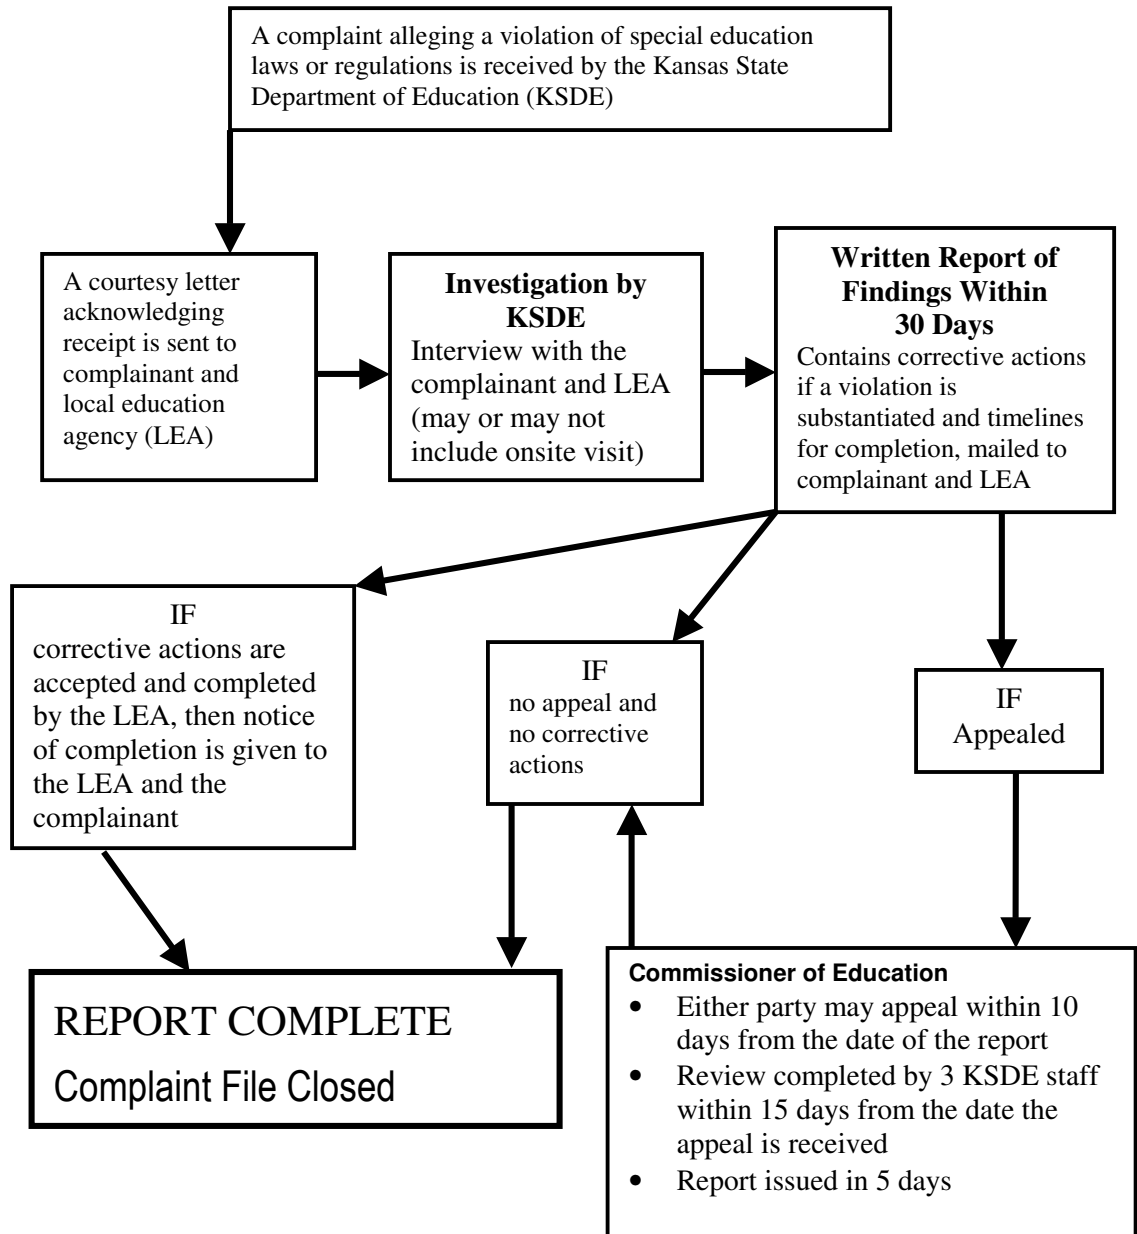 A complaint alleging a violation of special education
laws or regulations is received by the Kansas State
Department of Education (KSDE)
A courtesy letter
acknowledging
receipt is sent to
complainant and
local education
agency (LEA)
Investigation by
KSDE
Interview with the
complainant and LEA
(may or may not
include onsite visit)
Written Report of
Findings Within
30 Days
Contains corrective actions
if a violation is
substantiated and timelines
for completion, mailed to
complainant and LEA
IF
corrective actions are
accepted and completed
by the LEA, then notice
of completion is given to
the LEA and the
complainant
IF
no appeal and
no corrective
actions
IF
Appealed
REPORT COMPLETE
Complaint File Closed
Commissioner of Education
• Either party may appeal within 10
days from the date of the report
• Review completed by 3 KSDE staff
within 15 days from the date the
appeal is received
• Report issued in 5 days